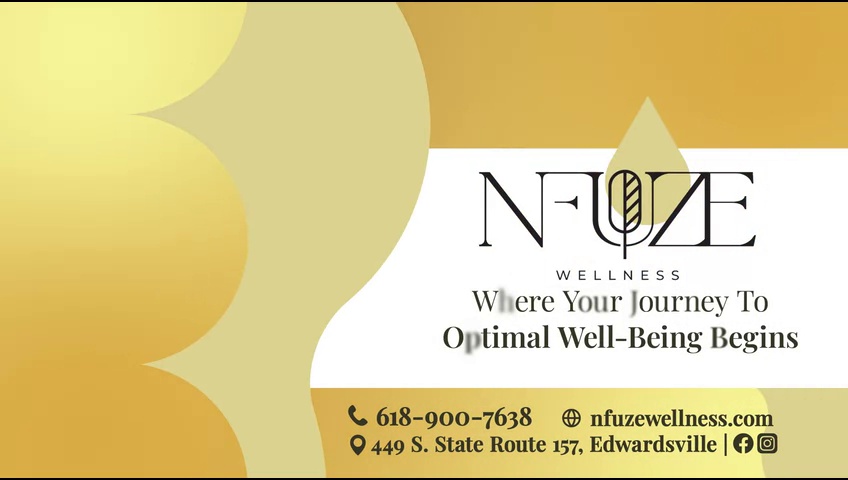 NFUZE
WELLNESS
Where Your Journey To
Optimal Well-Being Begins
618-900-7638 nfuzewellness.com
449 S. State Route 157, Edwardsville |